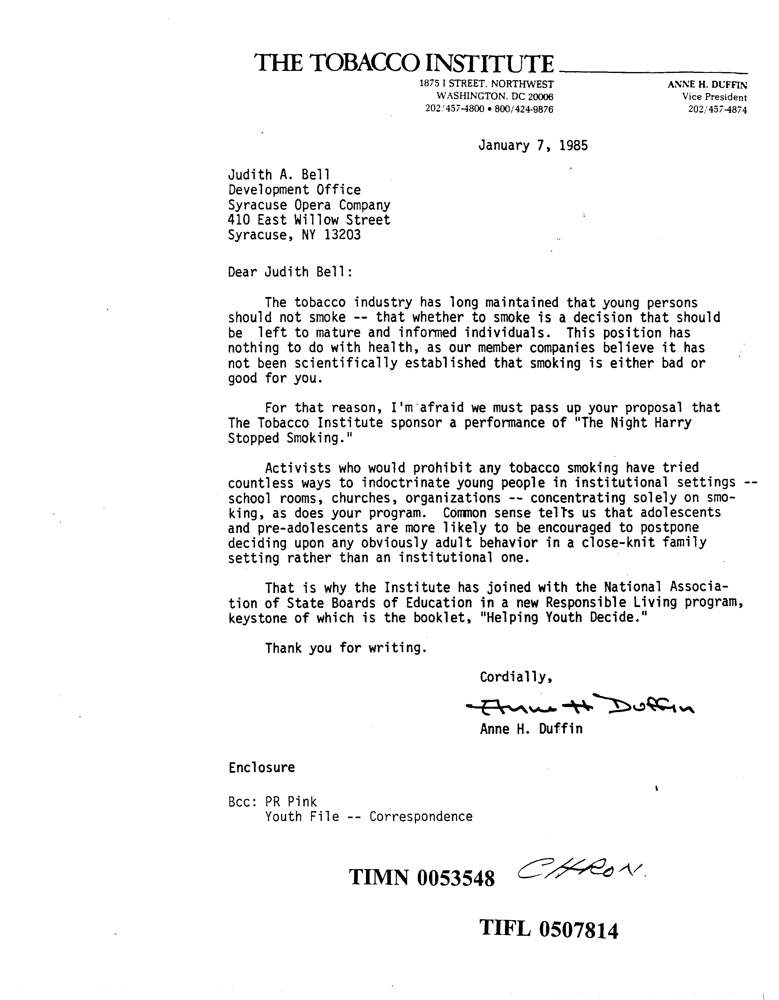 THE TOBACCO INSTITUTE
1875 I STREET, NORTHWEST
WASHINGTON, DC 20006
202/457-4800 • 800/424-9876
ANNE H. DUFFIN
Vice President
202/457-4874
January 7, 1985
Judith A. Bell
Development Office
Syracuse Opera Company
410 East Willow Street
Syracuse, NY 13203
Dear Judith Bell:
The tobacco industry has long maintained that young persons
should not smoke -- that whether to smoke is a decision that should
be left to mature and informed individuals. This position has
nothing to do with health, as our member companies believe it has
not been scientifically established that smoking is either bad or
good for you.
For that reason, I'm afraid we must pass up your proposal that
The Tobacco Institute sponsor a performance of "The Night Harry
Stopped Smoking."
Activists who would prohibit any tobacco smoking have tried
countless ways to indoctrinate young people in institutional settings --
school rooms, churches, organizations -- concentrating solely on smo-
king, as does your program. Common sense tells us that adolescents
and pre-adolescents are more likely to be encouraged to postpone
deciding upon any obviously adult behavior in a close-knit family
setting rather than an institutional one.
That is why the Institute has joined with the National Associa-
tion of State Boards of Education in a new Responsible Living program,
keystone of which is the booklet, "Helping Youth Decide."
Thank you for writing.
Cordially,
Anne H Duffin
Anne H. Duffin
Enclosure
Bcc: PR Pink
Youth File -- Correspondence
CHRON.
TIMN 0053548
TIFL 0507814